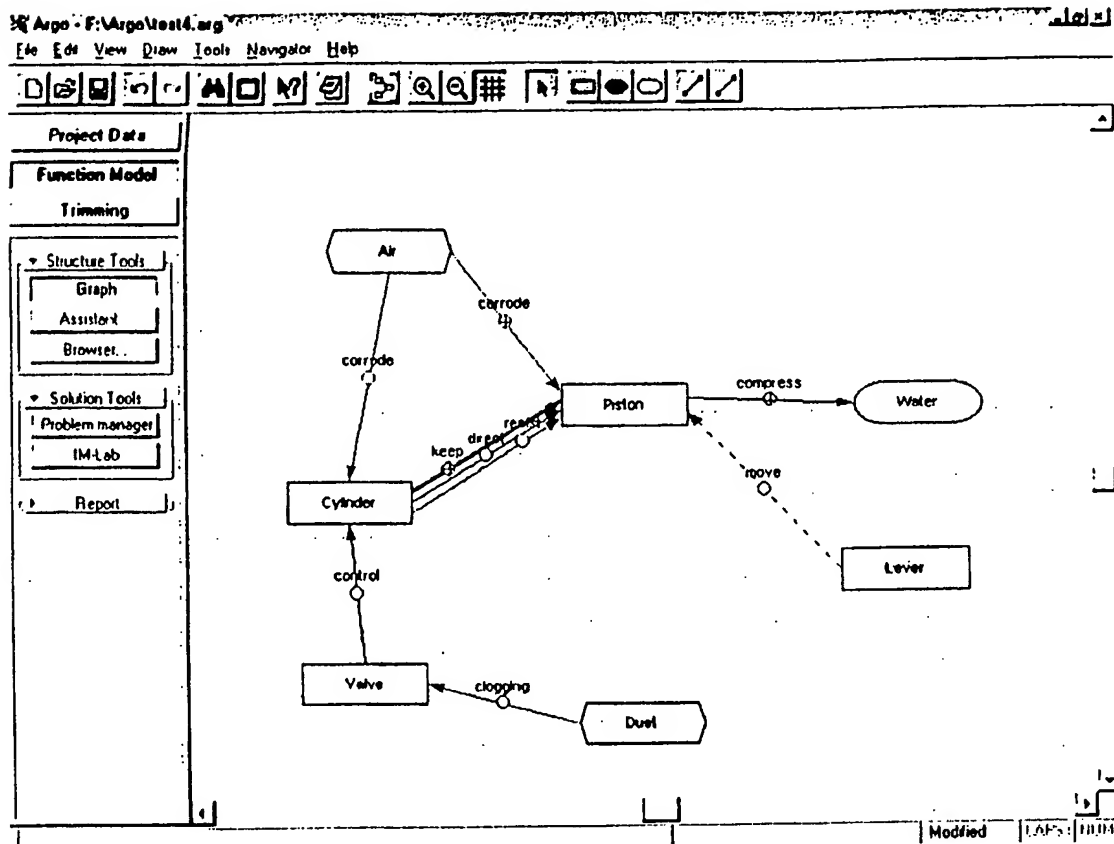 Argo - F:\Argo\test4.arg
File Edit View Draw Tools Navigator Help
Project Data
Function Model
Trimming
Structure Tools
Graph
Assistant
Browser...
Solution Tools
Problem manager
IM-Lab
Report
Air
corrode
corrode
Piston
compress
Water
keep direct resist
move
Cylinder
Lever
control
Valve
clogging
Dust
Modified CAPS NUM